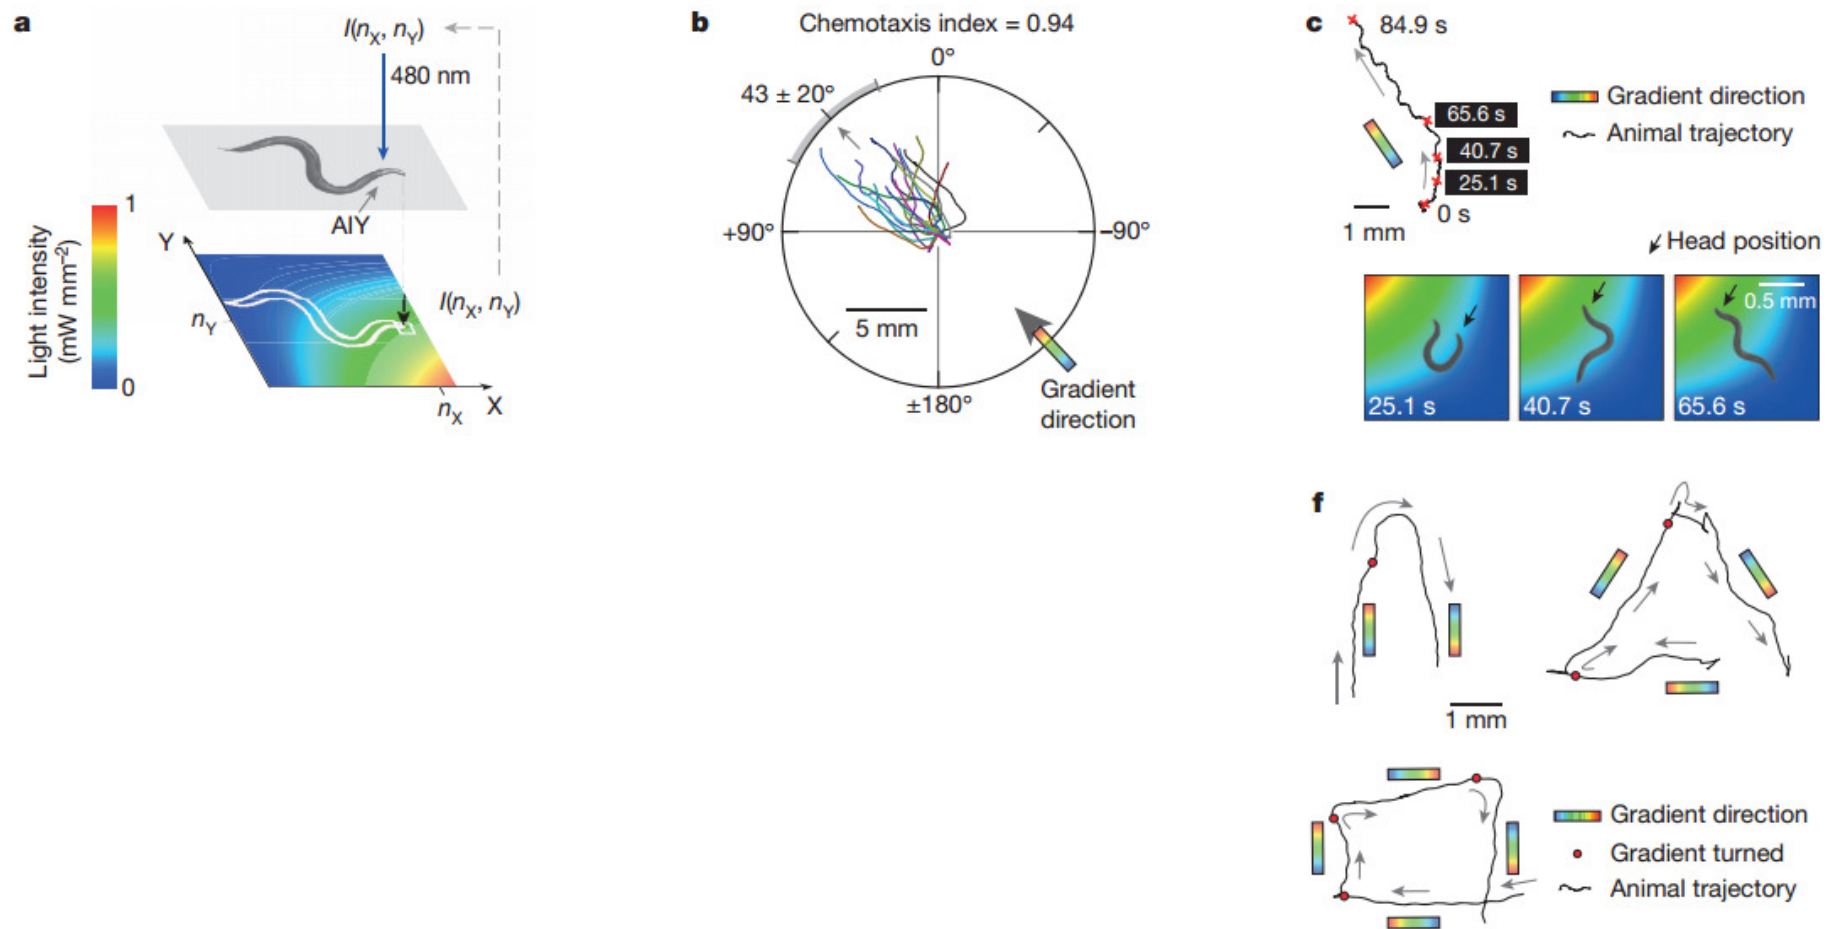 a
I(nX, nY)
480 nm
AIY
Light intensity
(mW mm⁻²)
1
0
Y
nY
I(nX, nY)
nX
X
b
Chemotaxis index = 0.94
0°
43 ± 20°
+90°
−90°
5 mm
±180°
Gradient
direction
c
84.9 s
65.6 s
40.7 s
25.1 s
0 s
1 mm
Gradient direction
Animal trajectory
Head position
0.5 mm
25.1 s
40.7 s
65.6 s
f
1 mm
Gradient direction
Gradient turned
Animal trajectory